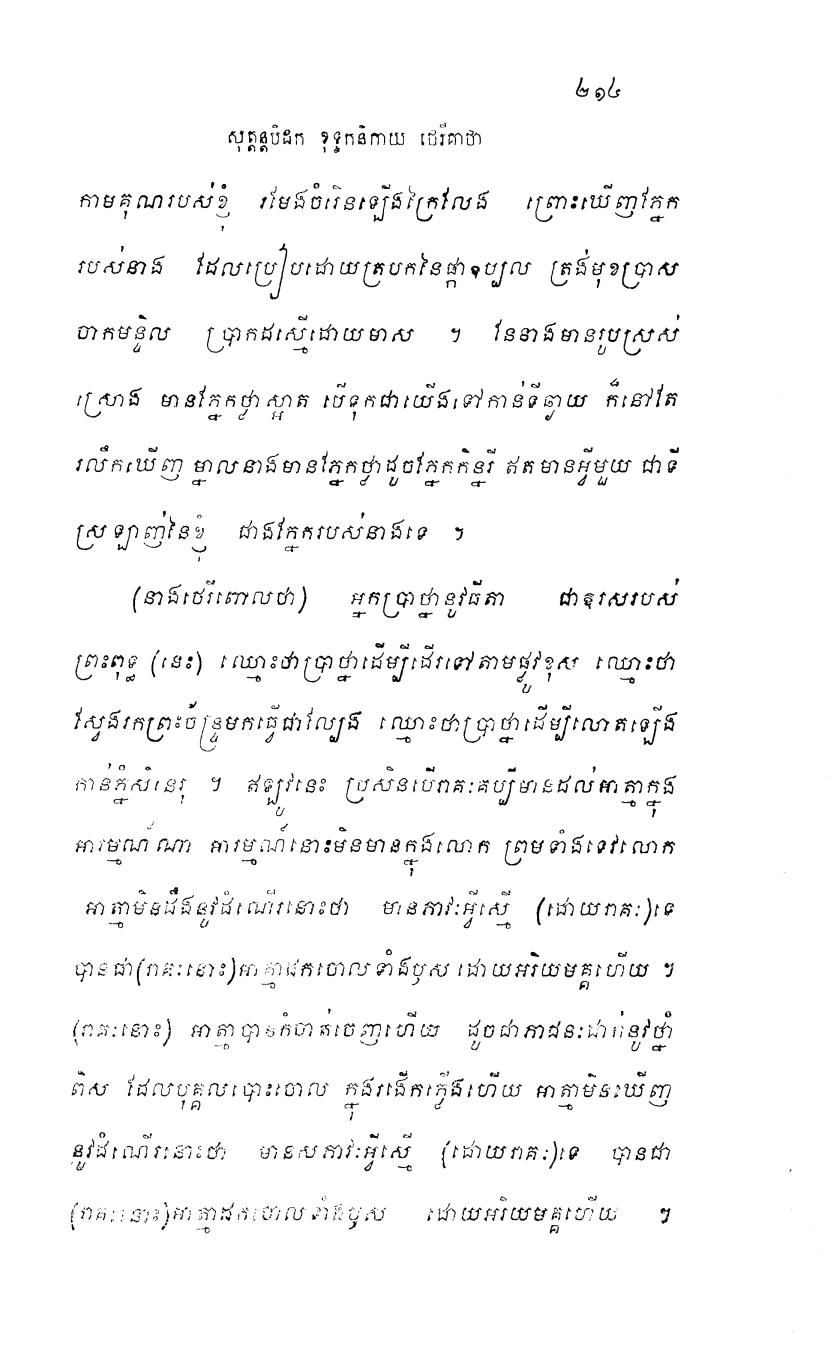 ២១៤
សុត្តន្តបិដក ខុទ្ទកនិកាយ ថេរីគាថា
កាមគុណរបស់ខ្ញុំ រមែងចំរើនឡើងក្រៃលែង ព្រោះឃើញភ្នែក
របស់នាង ដែលប្រៀបដោយត្របកនៃផ្កាឧប្បល ត្រង់មុខប្រាស
ចាកមន្ទិល ប្រាកដស្មើដោយមាស ។ នែនាងមានរូបស្រស់
ស្រោង មានភ្នែកថ្លាស្អាត បើទុកជាយើងទៅកាន់ទីឆ្ងាយ ក៏នៅតែ
រលឹកឃើញ ម្នាលនាងមានភ្នែកថ្លាដូចភ្នែកកិន្នរី ឥតមានអ្វីមួយ ជាទី
ស្រឡាញ់នៃខ្ញុំ ជាងភ្នែករបស់នាងទេ ។
(នាងថេរីពោលថា) អ្នកប្រាថ្នានូវធីតា ជាឱរសរបស់
ព្រះពុទ្ធ (នេះ) ឈ្មោះថាប្រាថ្នាដើម្បីដើរទៅតាមផ្លូវខុស ឈ្មោះថា
ស្វែងរកព្រះច័ន្ទ្រមកធ្វើជាល្បែង ឈ្មោះថាប្រាថ្នាដើម្បីលោតឡើង
កាន់ភ្នំសិនេរុ ។ ឥឡូវនេះ ប្រសិនបើរាគៈគប្បីមានដល់អាត្មាក្នុង
អារម្មណ៍ណា អារម្មណ៍នោះមិនមានក្នុងលោក ព្រមទាំងទេវលោក
អាត្មាមិនដឹងនូវដំណើរនោះថា មានភាវៈអ្វីស្មើ (ដោយរាគៈ)ទេ
បានជា(រាគៈនោះ)អាត្មាដកចោលទាំងឫស ដោយអរិយមគ្គហើយ ។
(រាគៈនោះ) អាត្មាបានកំចាត់ចេញហើយ ដូចជាភាជនៈដាក់នូវថ្នាំ
ពិស ដែលបុគ្គលបោះចោល ក្នុងរងើកភ្លើងហើយ អាត្មាមិនឃើញ
នូវដំណើរនោះថា មានសភាវៈអ្វីស្មើ (ដោយរាគៈ)ទេ បានជា
(រាគៈនោះ)អាត្មាដកចោលទាំងឫស ដោយអរិយមគ្គហើយ ។